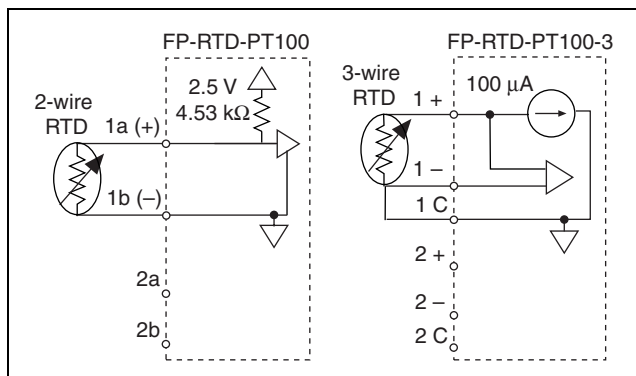 FP-RTD-PT100
2-wire
RTD
2.5 V
4.53 kΩ
1a (+)
1b (–)
2a
2b
FP-RTD-PT100-3
3-wire
RTD
100 µA
1 +
1 –
1 C
2 +
2 –
2 C